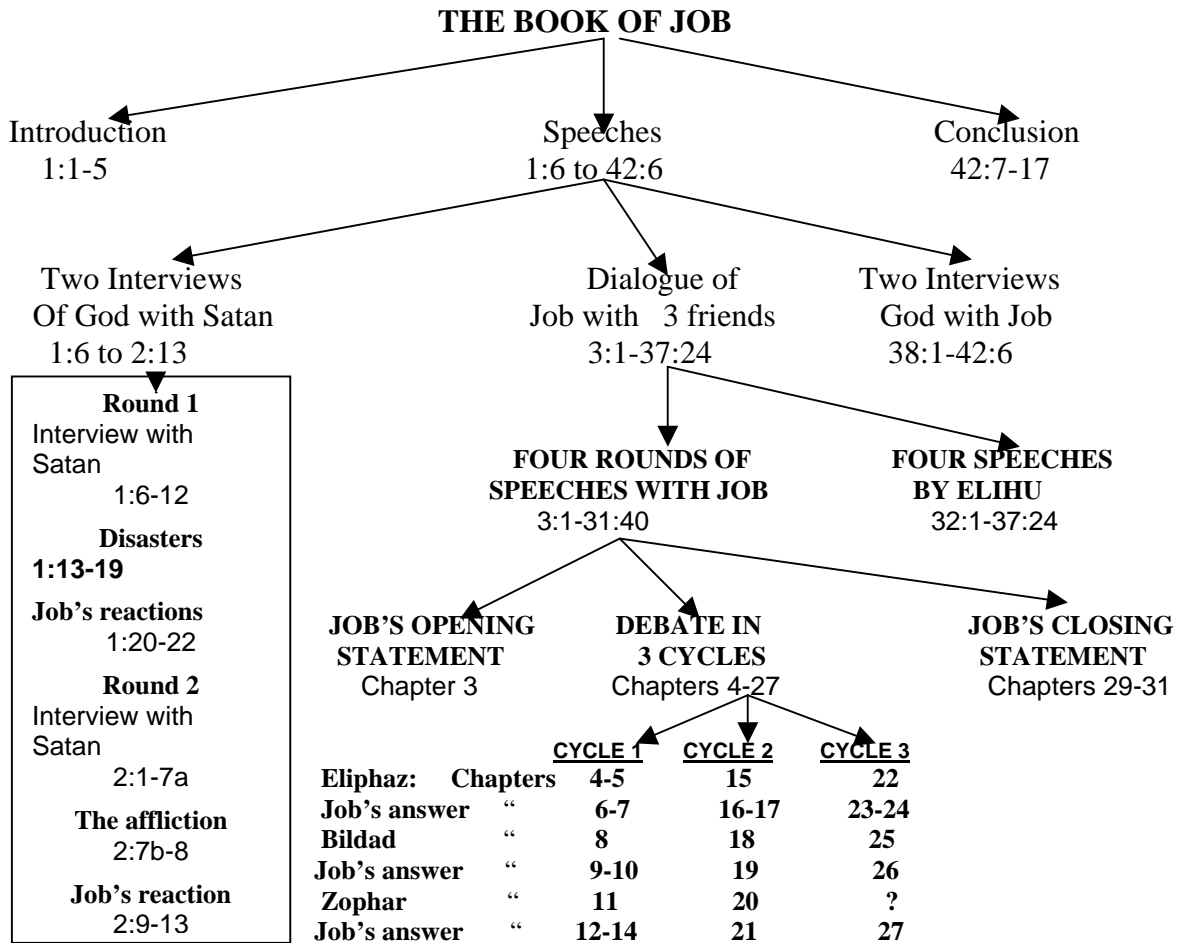 THE BOOK OF JOB
Introduction
1:1-5
Speeches
1:6 to 42:6
Conclusion
42:7-17
Two Interviews
Of God with Satan
1:6 to 2:13
Dialogue of
Job with 3 friends
3:1-37:24
Two Interviews
God with Job
38:1-42:6
Round 1
Interview with
Satan
1:6-12
Disasters
1:13-19
Job's reactions
1:20-22
Round 2
Interview with
Satan
2:1-7a
The affliction
2:7b-8
Job's reaction
2:9-13
FOUR ROUNDS OF
SPEECHES WITH JOB
3:1-31:40
FOUR SPEECHES
BY ELIHU
32:1-37:24
JOB'S OPENING
STATEMENT
Chapter 3
DEBATE IN
3 CYCLES
Chapters 4-27
JOB'S CLOSING
STATEMENT
Chapters 29-31
CYCLE 1 CYCLE 2 CYCLE 3
Eliphaz: Chapters 4-5 15 22
Job's answer “ 6-7 16-17 23-24
Bildad “ 8 18 25
Job's answer “ 9-10 19 26
Zophar “ 11 20 ?
Job's answer “ 12-14 21 27